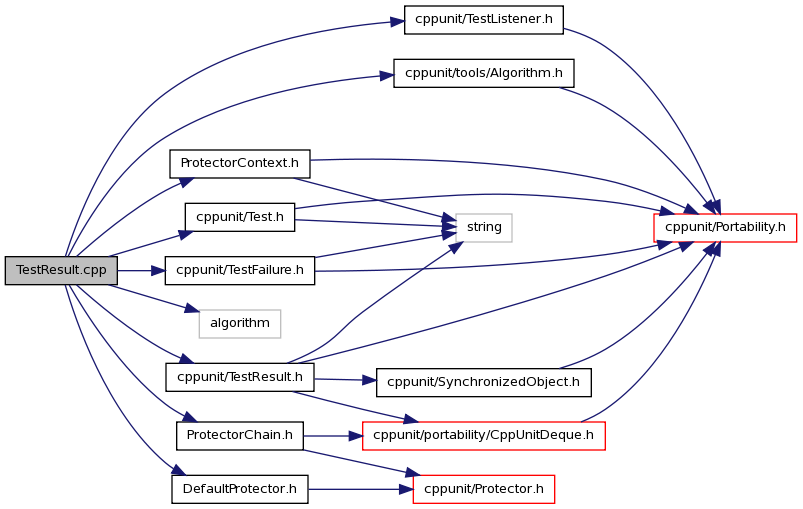 cppunit/TestListener.h
cppunit/tools/Algorithm.h
ProtectorContext.h
cppunit/Test.h
string
cppunit/Portability.h
TestResult.cpp
cppunit/TestFailure.h
algorithm
cppunit/TestResult.h
cppunit/SynchronizedObject.h
ProtectorChain.h
cppunit/portability/CppUnitDeque.h
DefaultProtector.h
cppunit/Protector.h